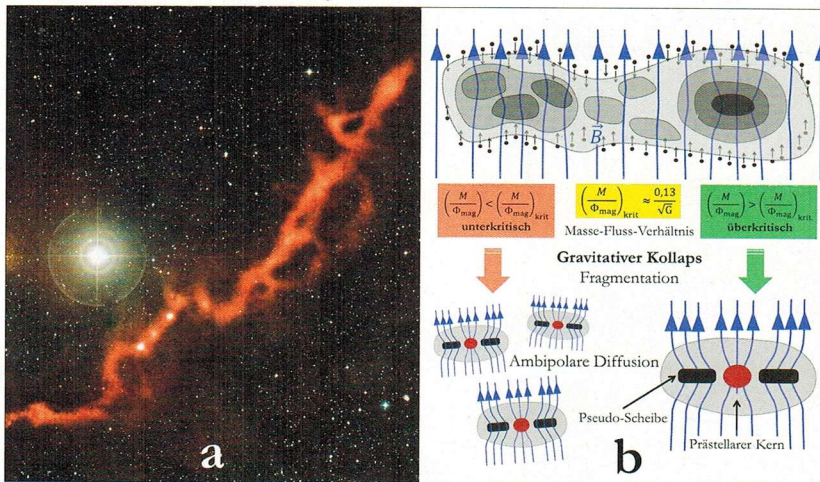 a
B
(M/Φmag) < (M/Φmag)krit
unterkritisch
(M/Φmag)krit ≈ 0,13/√G
Masse-Fluss-Verhältnis
(M/Φmag) > (M/Φmag)krit.
überkritisch
Gravitativer Kollaps
Fragmentation
Ambipolare Diffusion
Pseudo-Scheibe
Prästellarer Kern
b